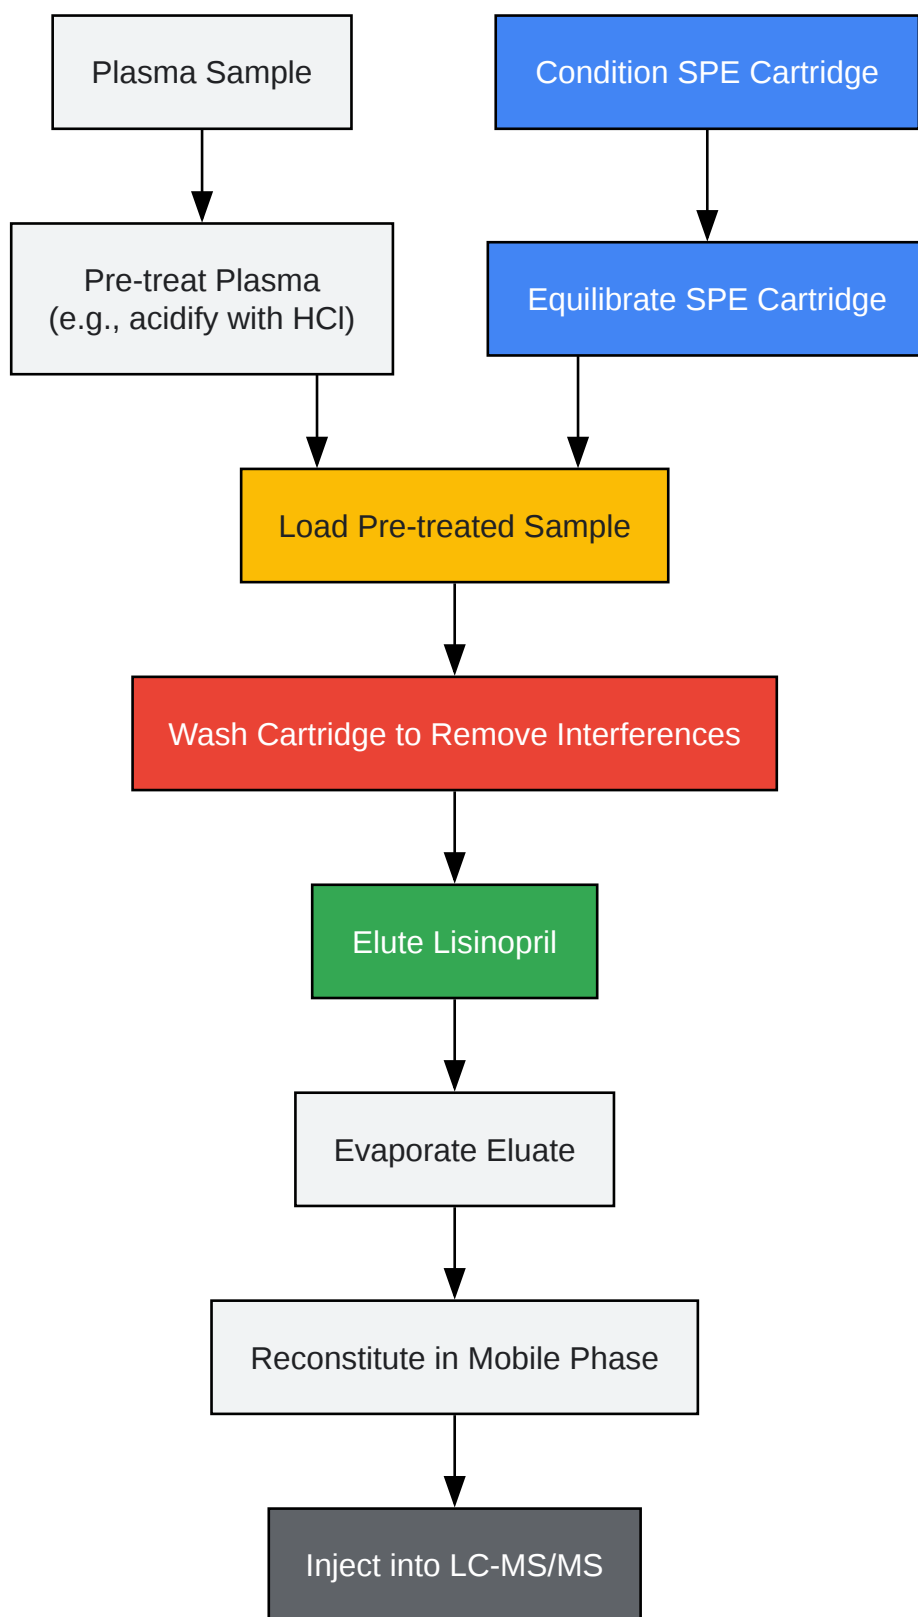 Plasma Sample
Condition SPE Cartridge
Pre-treat Plasma
(e.g., acidify with HCl)
Equilibrate SPE Cartridge
Load Pre-treated Sample
Wash Cartridge to Remove Interferences
Elute Lisinopril
Evaporate Eluate
Reconstitute in Mobile Phase
Inject into LC-MS/MS